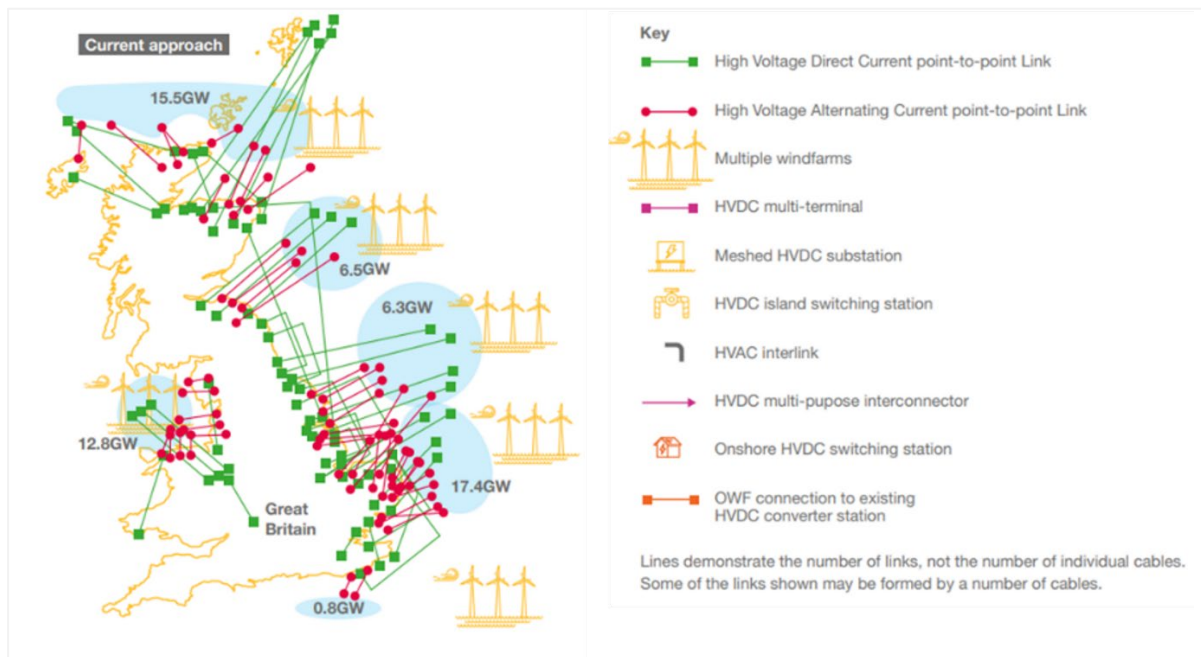 Current approach
15.5GW
6.5GW
6.3GW
12.8GW
17.4GW
Great
Britain
0.8GW
Key
High Voltage Direct Current point-to-point Link
High Voltage Alternating Current point-to-point Link
Multiple windfarms
HVDC multi-terminal
Meshed HVDC substation
HVDC island switching station
HVAC interlink
HVDC multi-pupose interconnector
Onshore HVDC switching station
OWF connection to existing
HVDC converter station
Lines demonstrate the number of links, not the number of individual cables.
Some of the links shown may be formed by a number of cables.